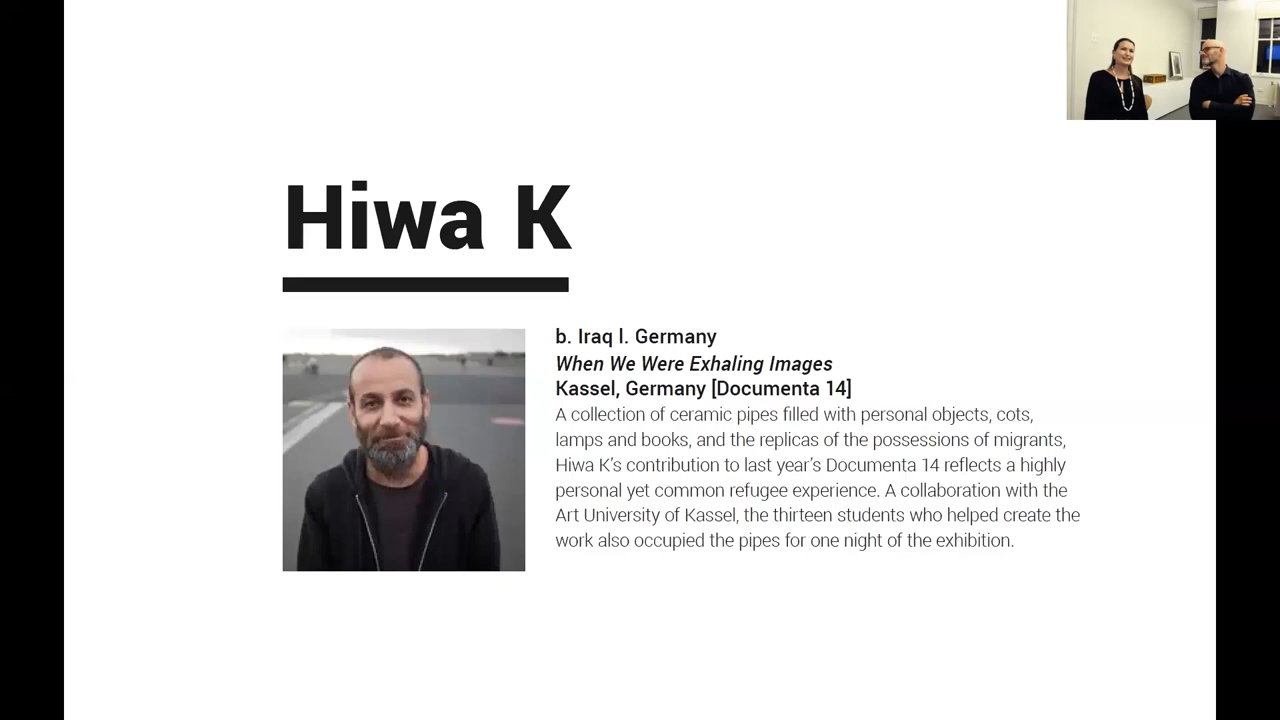 Hiwa K
b. Iraq l. Germany
When We Were Exhaling Images
Kassel, Germany [Documenta 14]
A collection of ceramic pipes filled with personal objects, cots,
lamps and books, and the replicas of the possessions of migrants,
Hiwa K’s contribution to last year’s Documenta 14 reflects a highly
personal yet common refugee experience. A collaboration with the
Art University of Kassel, the thirteen students who helped create the
work also occupied the pipes for one night of the exhibition.